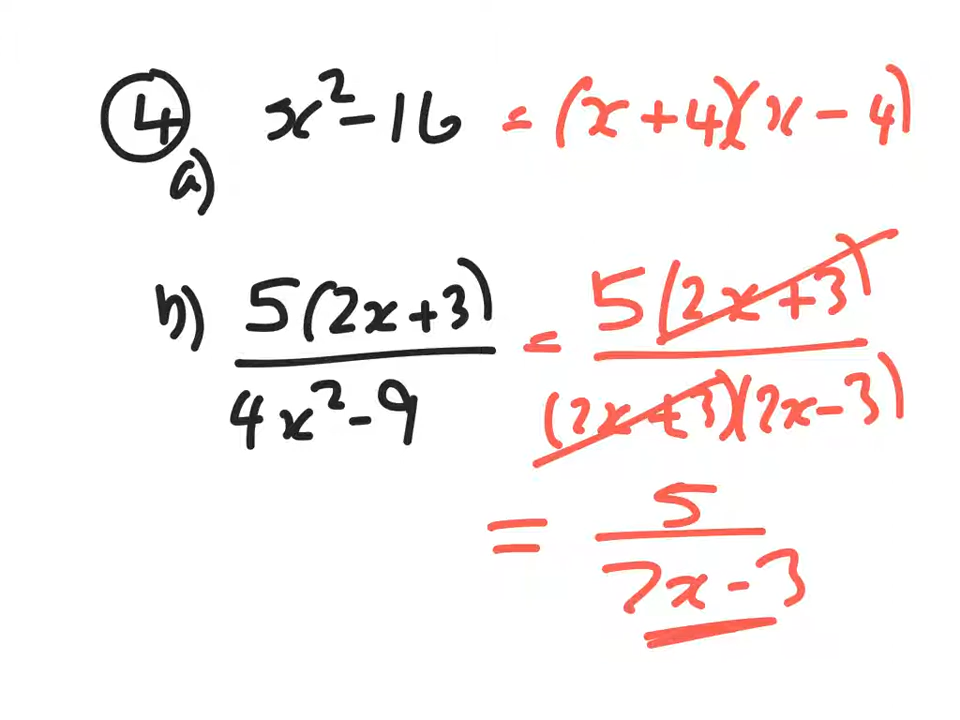 ④ x² - 16 = (x + 4)(x - 4)
a)
b) 5(2x+3) / 4x² - 9 = 5(2x+3) / (2x+3)(2x-3)
= 5 / 2x - 3